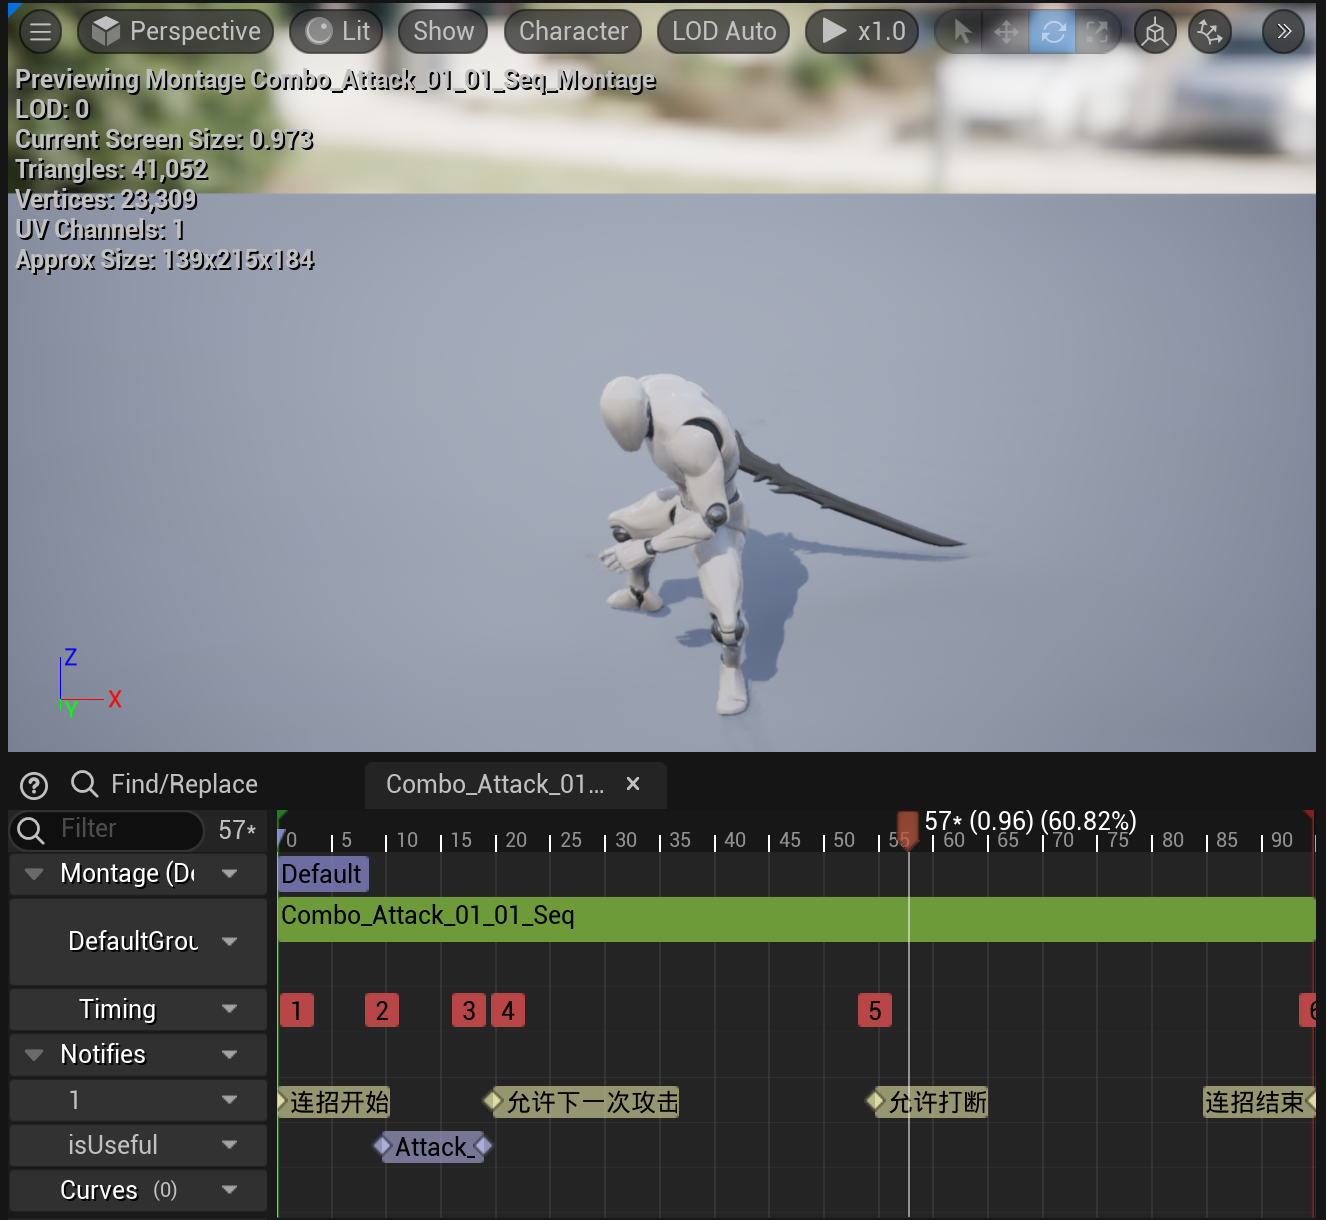 Perspective
Lit
Show
Character
LOD Auto
x1.0
Previewing Montage Combo_Attack_01_01_Seq_Montage
LOD: 0
Current Screen Size: 0.973
Triangles: 41,052
Vertices: 23,309
UV Channels: 1
Approx Size: 139x215x184
Z
X
Y
Find/Replace
Combo_Attack_01...
Filter
57*
57* (0.96) (60.82%)
0 5 10 15 20 25 30 35 40 45 50 55 60 65 70 75 80 85 90
Montage (De
Default
DefaultGrou
Combo_Attack_01_01_Seq
Timing
1 2 3 4 5 6
Notifies
1
连招开始
允许下一次攻击
允许打断
连招结束
isUseful
Attack_
Curves (0)